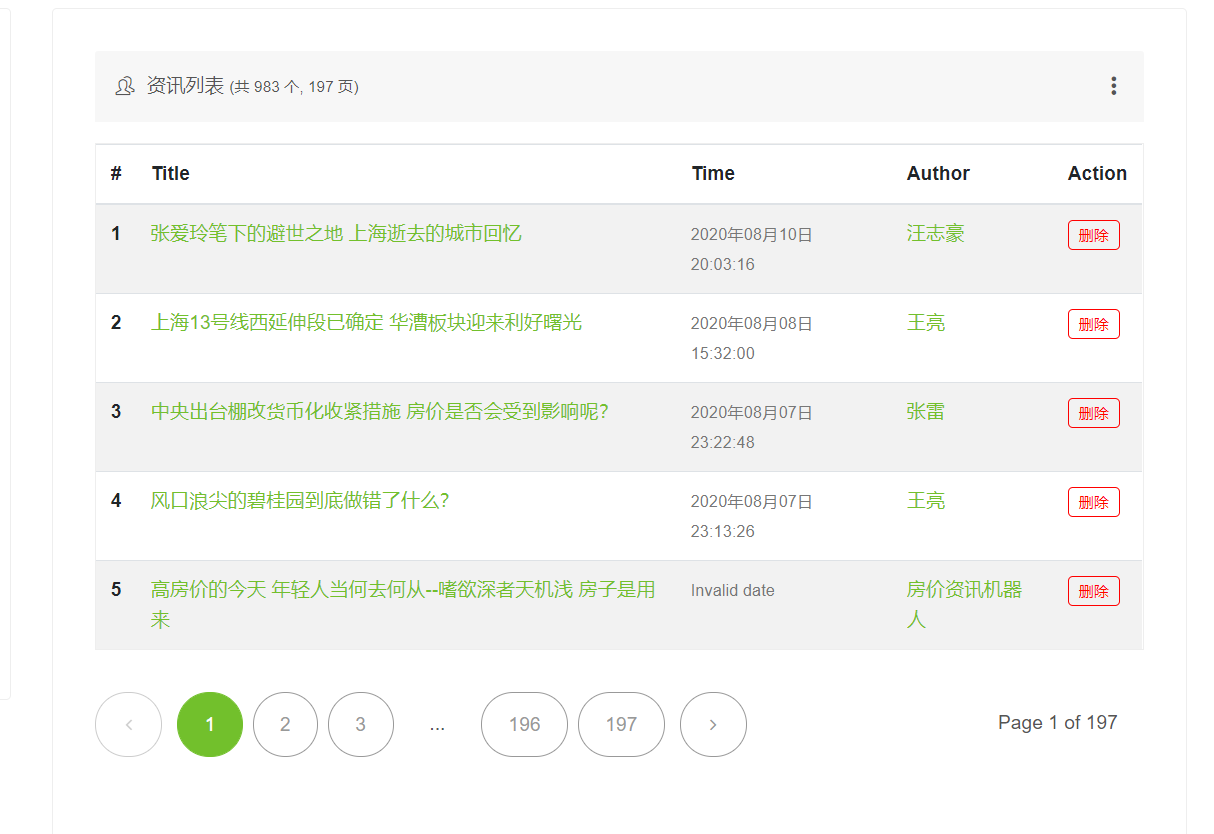 资讯列表 (共 983 个, 197 页)
# Title Time Author Action
1 张爱玲笔下的避世之地 上海逝去的城市回忆 2020年08月10日 汪志豪 删除
20:03:16
2 上海13号线西延伸段已确定 华漕板块迎来利好曙光 2020年08月08日 王亮 删除
15:32:00
3 中央出台棚改货币化收紧措施 房价是否会受到影响呢? 2020年08月07日 张雷 删除
23:22:48
4 风口浪尖的碧桂园到底做错了什么? 2020年08月07日 王亮 删除
23:13:26
5 高房价的今天 年轻人当何去何从--嗜欲深者天机浅 房子是用 Invalid date 房价资讯机器 删除
来 人
‹ 1 2 3 ... 196 197 › Page 1 of 197